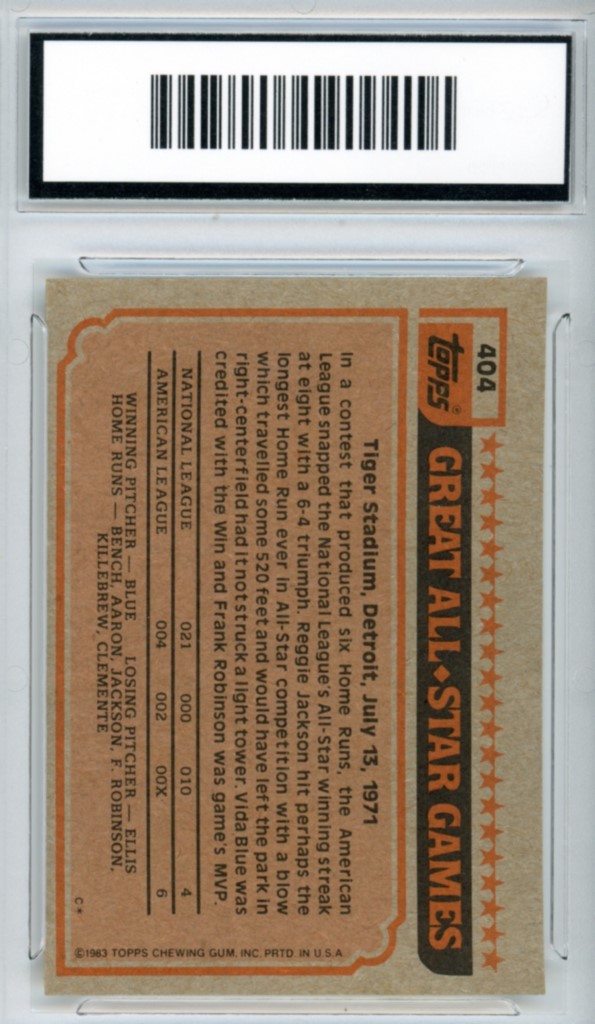 404
topps®
GREAT ALL◆STAR GAMES
Tiger Stadium, Detroit, July 13, 1971
In a contest that produced six Home Runs, the American
League snapped the National League's All-Star winning streak
at eight with a 6-4 triumph. Reggie Jackson hit perhaps the
longest Home Run ever in All-Star competition with a blow
which travelled some 520 feet and would have left the park in
right-centerfield had it not struck a light tower. Vida Blue was
credited with the Win and Frank Robinson was game's MVP.
NATIONAL LEAGUE 021 000 010 4
AMERICAN LEAGUE 004 002 00X 6
WINNING PITCHER — BLUE LOSING PITCHER — ELLIS
HOME RUNS — BENCH, AARON, JACKSON, F. ROBINSON,
KILLEBREW, CLEMENTE
C*
©1983 TOPPS CHEWING GUM, INC. PRTD. IN U.S.A.